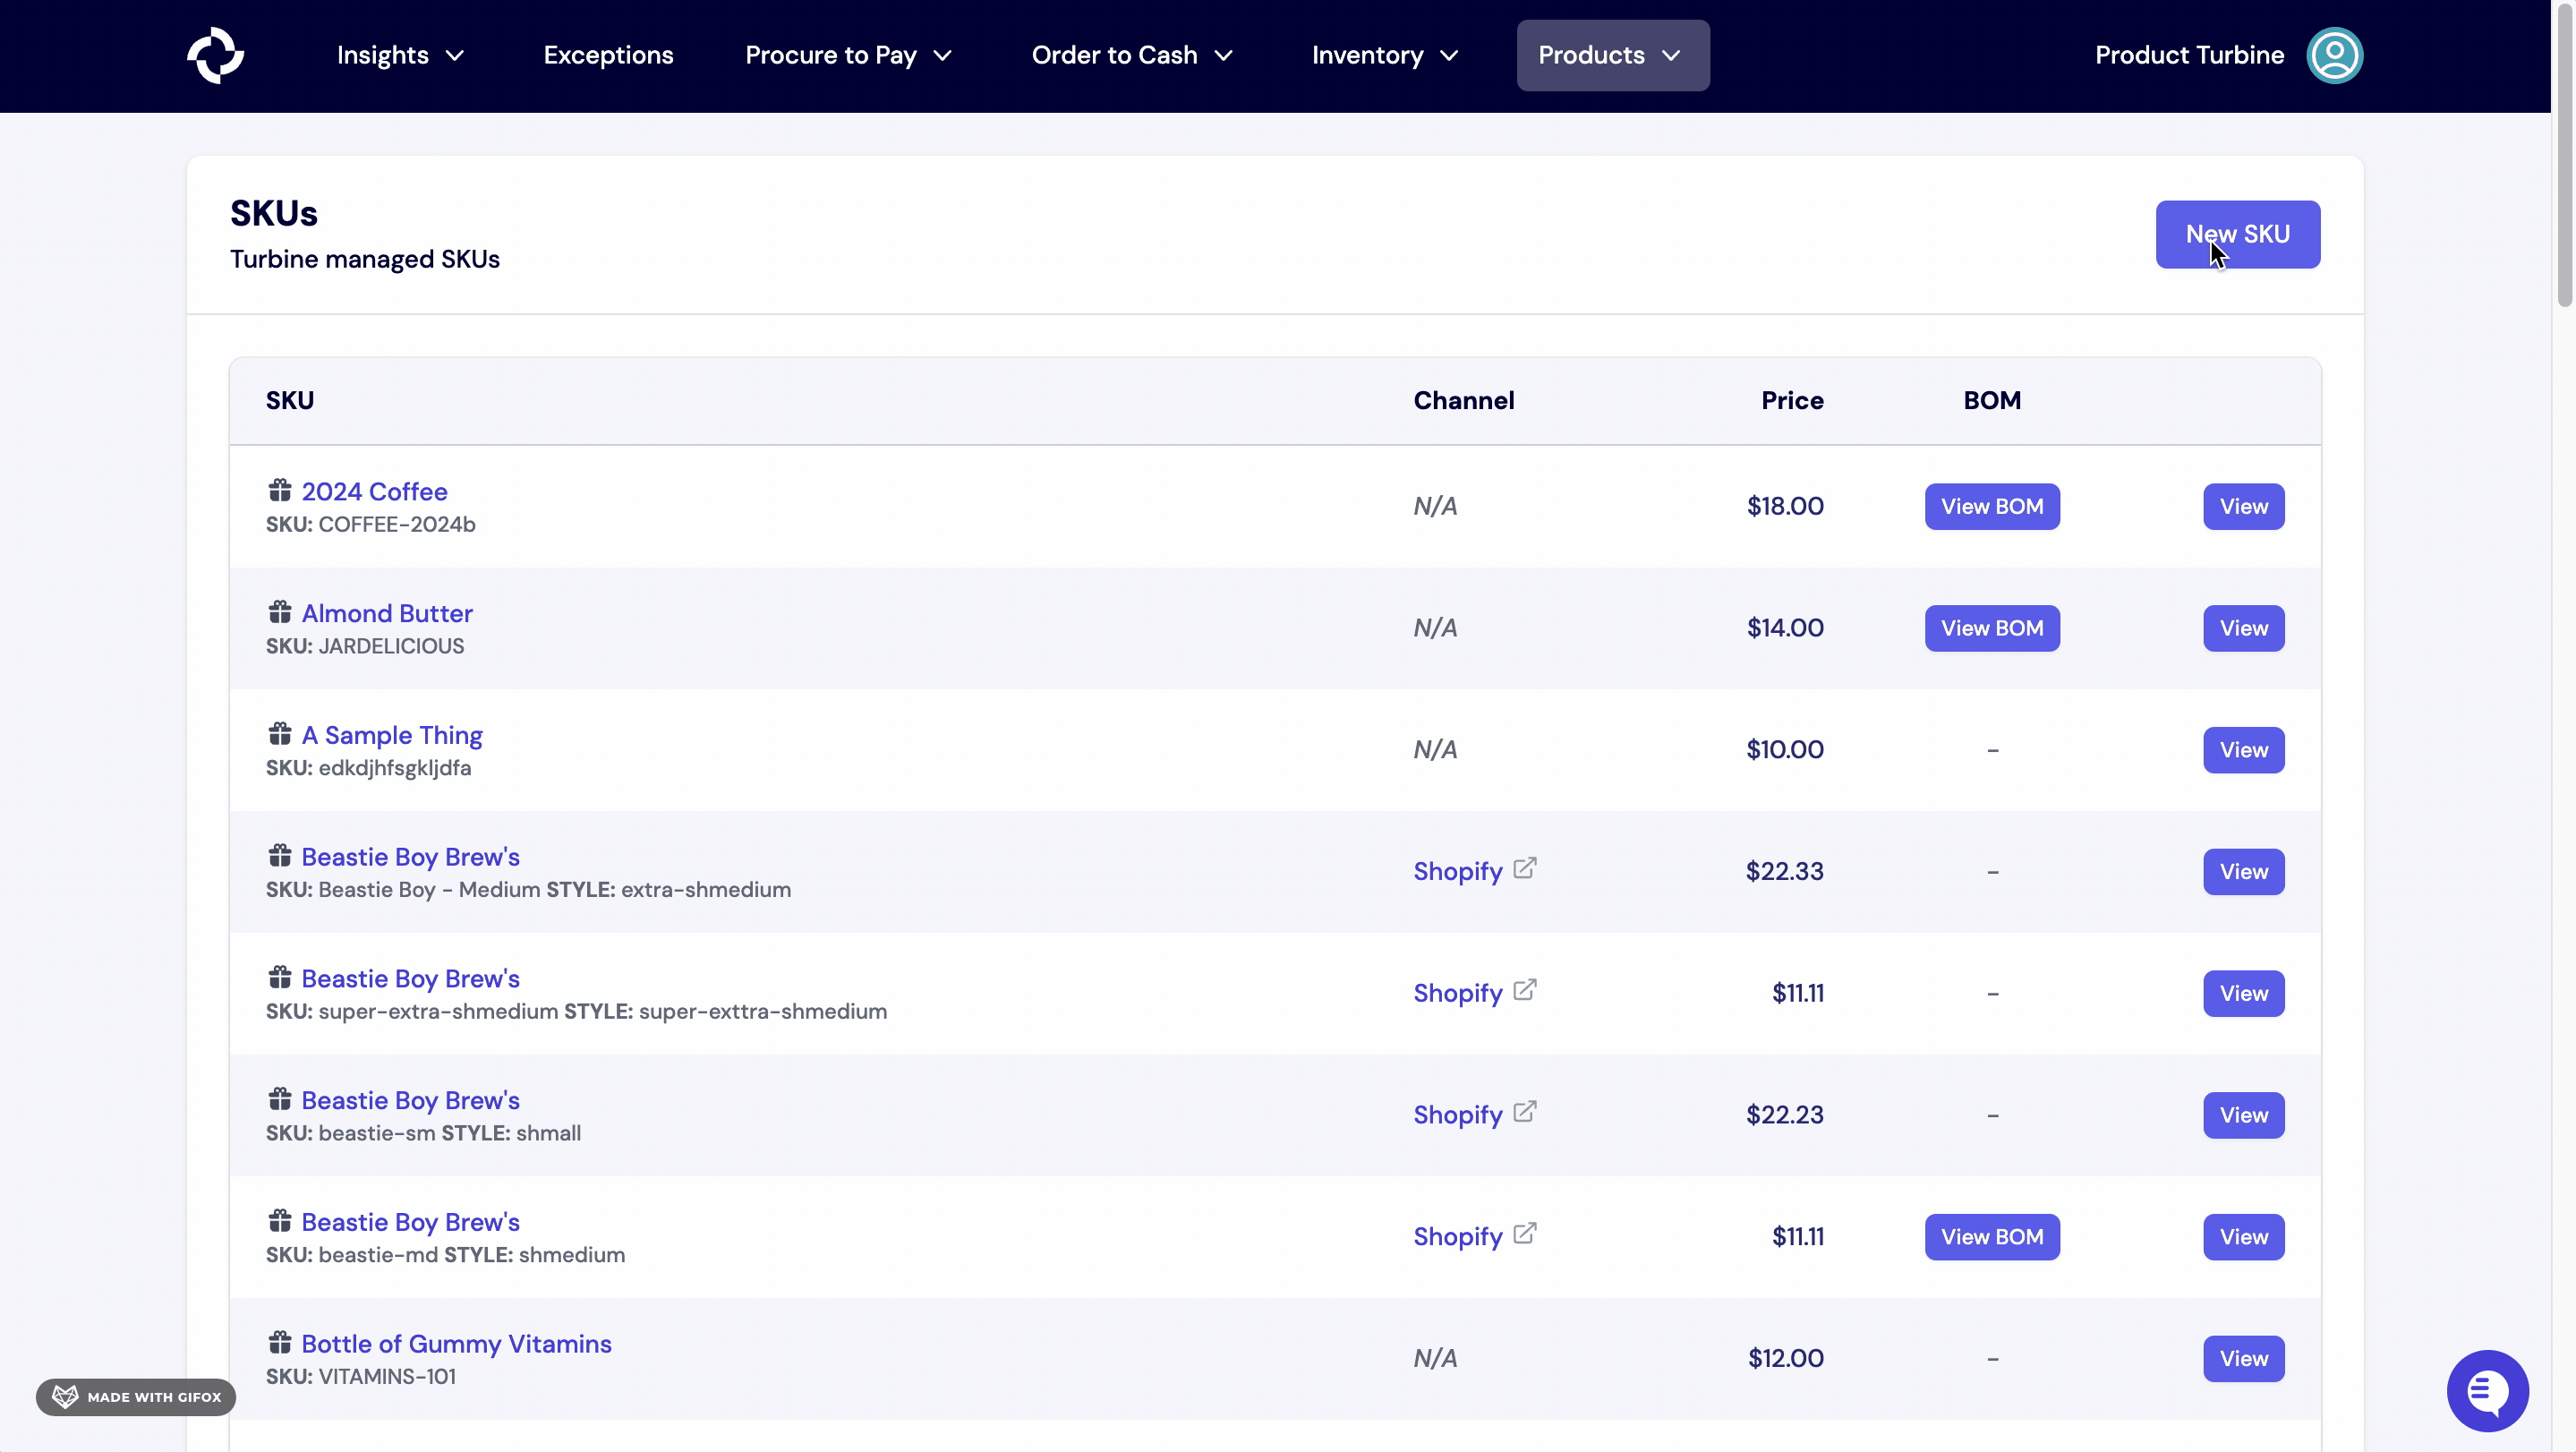 Insights Exceptions Procure to Pay Order to Cash Inventory Products Product Turbine
SKUs
Turbine managed SKUs
New SKU
SKU Channel Price BOM
2024 Coffee
SKU: COFFEE-2024b
N/A $18.00 View BOM View
Almond Butter
SKU: JARDELICIOUS
N/A $14.00 View BOM View
A Sample Thing
SKU: edkdjhfsgkljdfa
N/A $10.00 - View
Beastie Boy Brew's
SKU: Beastie Boy - Medium STYLE: extra-shmedium
Shopify $22.33 - View
Beastie Boy Brew's
SKU: super-extra-shmedium STYLE: super-exttra-shmedium
Shopify $11.11 - View
Beastie Boy Brew's
SKU: beastie-sm STYLE: shmall
Shopify $22.23 - View
Beastie Boy Brew's
SKU: beastie-md STYLE: shmedium
Shopify $11.11 View BOM View
Bottle of Gummy Vitamins
SKU: VITAMINS-101
N/A $12.00 - View
MADE WITH GIFOX